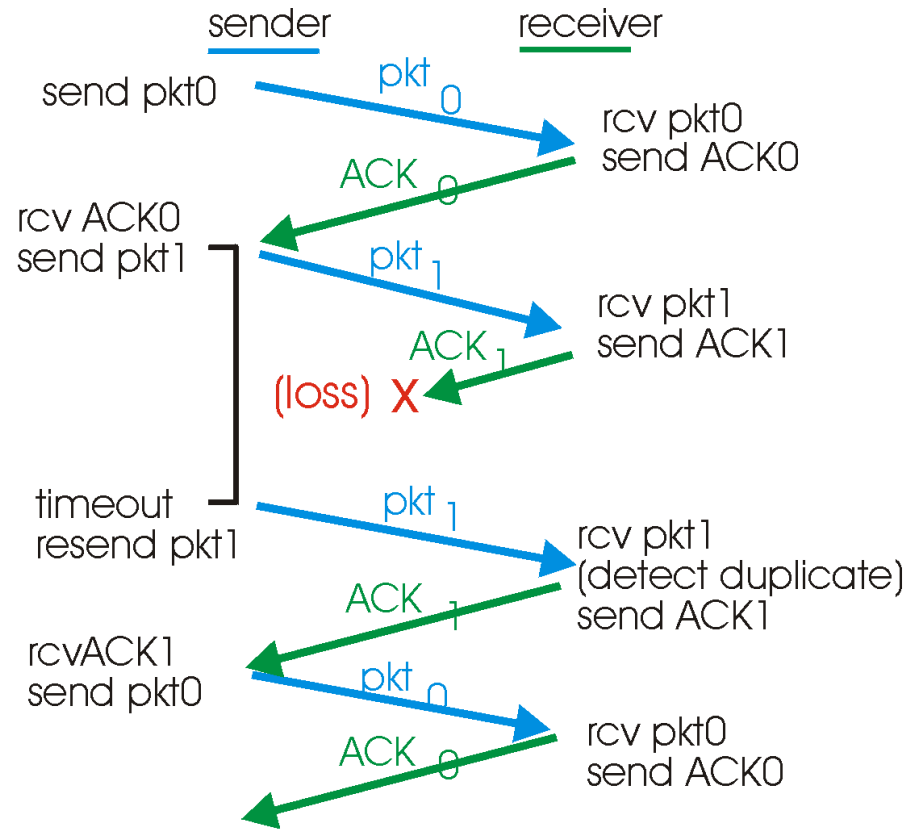 sender
receiver
send pkt0
pkt 0
rcv pkt0
send ACK0
ACK 0
rcv ACK0
send pkt1
pkt 1
rcv pkt1
send ACK1
ACK 1
(loss) X
timeout
resend pkt1
pkt 1
rcv pkt1
(detect duplicate)
send ACK1
ACK 1
rcvACK1
send pkt0
pkt 0
rcv pkt0
send ACK0
ACK 0